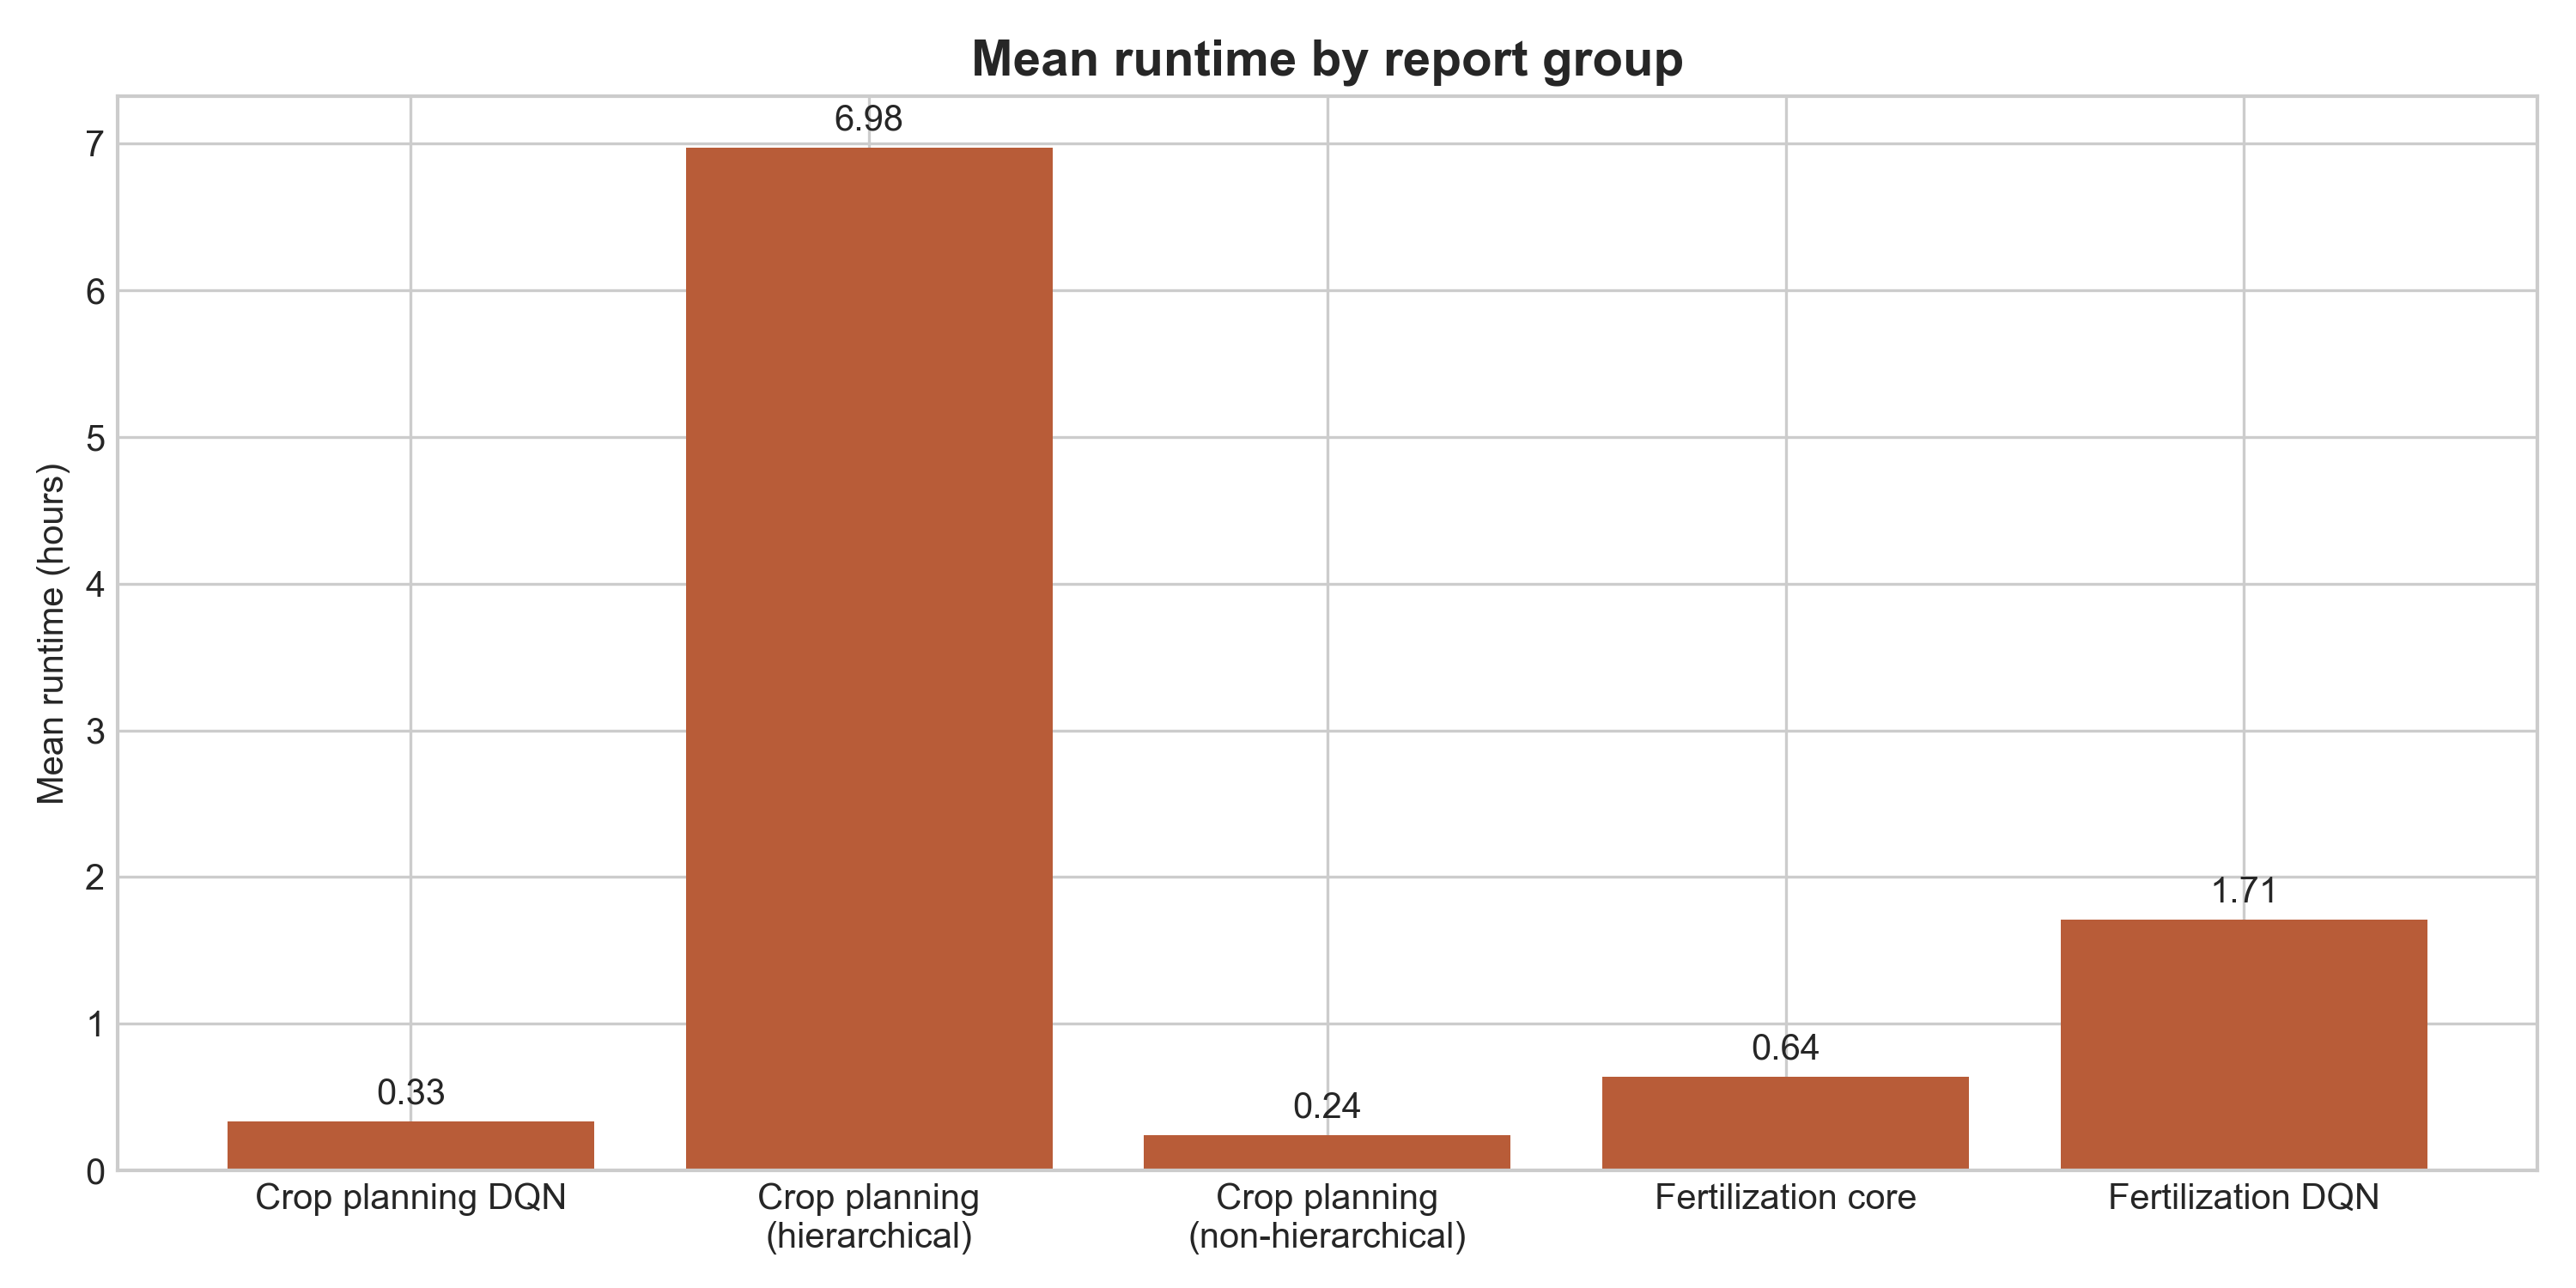 Mean runtime by report group
Mean runtime (hours)
7
6
5
4
3
2
1
0
0.33
6.98
0.24
0.64
1.71
Crop planning DQN
Crop planning
(hierarchical)
Crop planning
(non-hierarchical)
Fertilization core
Fertilization DQN